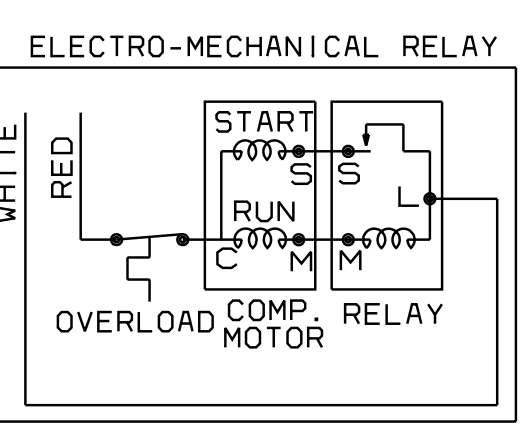 ELECTRO-MECHANICAL RELAY
WHITE
RED
START
S
S
L
RUN
C
M
M
OVERLOAD
COMP.
MOTOR
RELAY